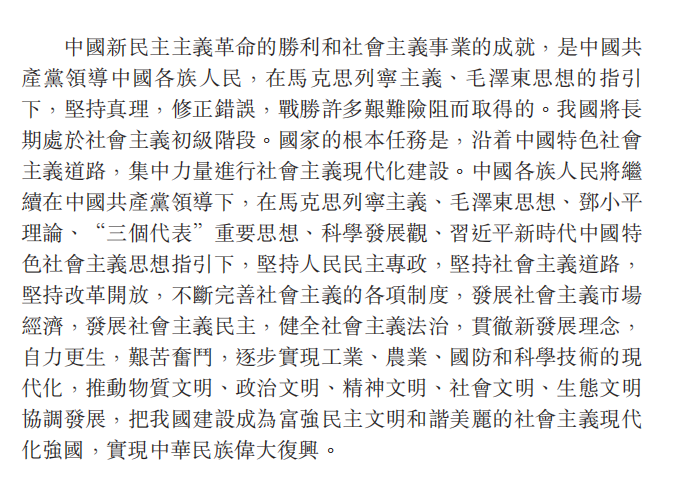 中國新民主主義革命的勝利和社會主義事業的成就，是中國共
產黨領導中國各族人民，在馬克思列寧主義、毛澤東思想的指引
下，堅持真理，修正錯誤，戰勝許多艱難險阻而取得的。我國將長
期處於社會主義初級階段。國家的根本任務是，沿着中國特色社會
主義道路，集中力量進行社會主義現代化建設。中國各族人民將繼
續在中國共產黨領導下，在馬克思列寧主義、毛澤東思想、鄧小平
理論、“三個代表”重要思想、科學發展觀、習近平新時代中國特
色社會主義思想指引下，堅持人民民主專政，堅持社會主義道路，
堅持改革開放，不斷完善社會主義的各項制度，發展社會主義市場
經濟，發展社會主義民主，健全社會主義法治，貫徹新發展理念，
自力更生，艱苦奮鬥，逐步實現工業、農業、國防和科學技術的現
代化，推動物質文明、政治文明、精神文明、社會文明、生態文明
協調發展，把我國建設成為富強民主文明和諧美麗的社會主義現代
化強國，實現中華民族偉大復興。